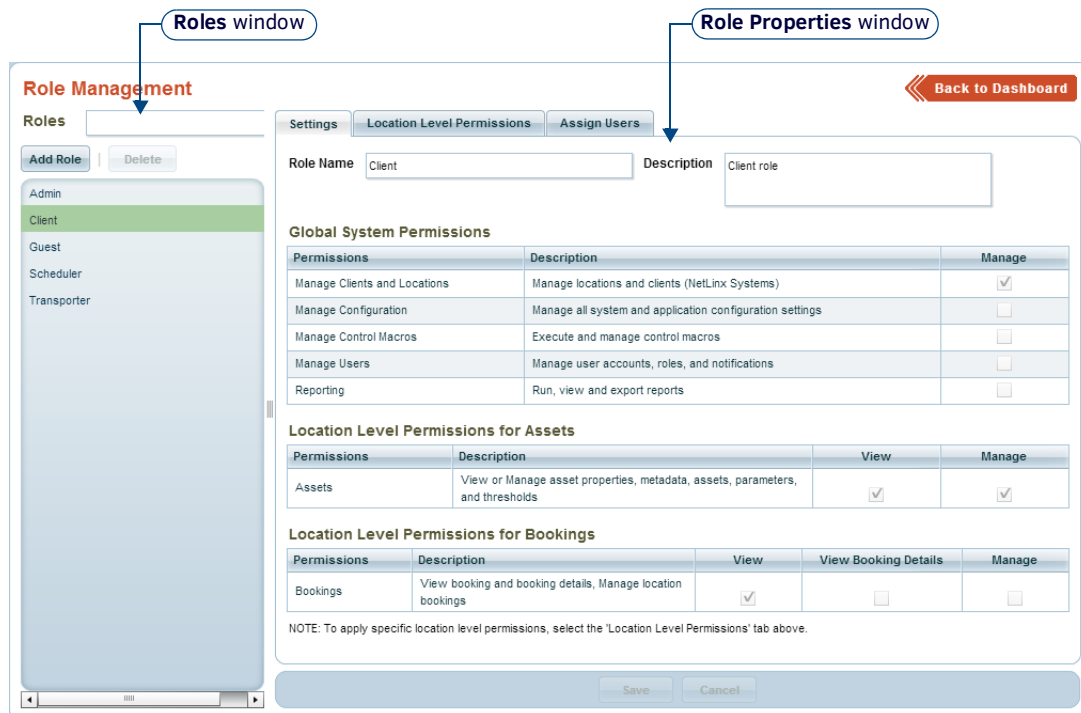 Roles window
Role Properties window
Role Management
Back to Dashboard
Roles
Settings
Location Level Permissions
Assign Users
Add Role
Delete
Admin
Client
Guest
Scheduler
Transporter
Role Name
Client
Description
Client role
Global System Permissions
Permissions Description Manage
Manage Clients and Locations Manage locations and clients (NetLinx Systems)
Manage Configuration Manage all system and application configuration settings
Manage Control Macros Execute and manage control macros
Manage Users Manage user accounts, roles, and notifications
Reporting Run, view and export reports
Location Level Permissions for Assets
Permissions Description View Manage
Assets View or Manage asset properties, metadata, assets, parameters,
and thresholds
Location Level Permissions for Bookings
Permissions Description View View Booking Details Manage
Bookings View booking and booking details, Manage location
bookings
NOTE: To apply specific location level permissions, select the 'Location Level Permissions' tab above.
Save
Cancel